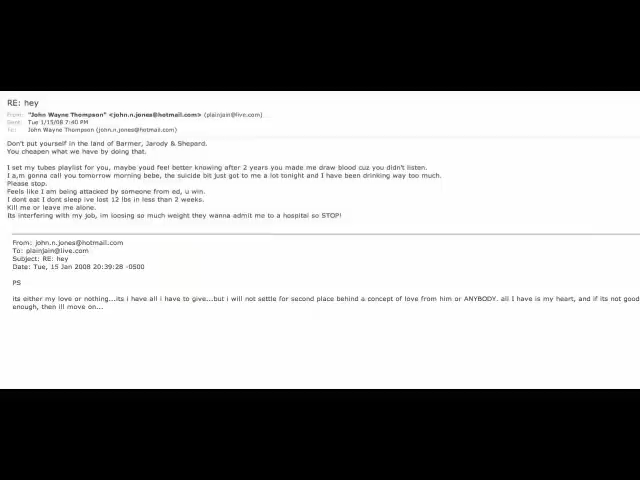 RE: hey
From: "John Wayne Thompson" <john.n.jones@hotmail.com> (plainjain@live.com)
Sent: Tue 1/15/08 7:40 PM
To: John Wayne Thompson (john.n.jones@hotmail.com)
Don't put yourself in the land of Barmer, Jarody & Shepord.
You cheapen what we have by doing that.
I set my tubes playlist for you, maybe youd feel better knowing after 2 years you made me draw blood cuz you didn't listen.
I a,m gonna call you tomorrow morning bebe, the suicide bit just got to me a lot tonight and I have been drinking way too much.
Please stop.
Feels like I am being attacked by someone from ed, u win.
I dont eat I dont sleep ive lost 12 lbs in less than 2 weeks.
Kill me or leave me alone.
Its interfering with my job, im loosing so much weight they wanna admit me to a hospital so STOP!
From: john.n.jones@hotmail.com
To: plainjain@live.com
Subject: RE: hey
Date: Tue, 15 Jan 2008 20:39:28 -0500
PS
its either my love or nothing...its i have all i have to give...but i will not settle for second place behind a concept of love from him or ANYBODY. all I have is my heart, and if its not good
enough, then ill move on...